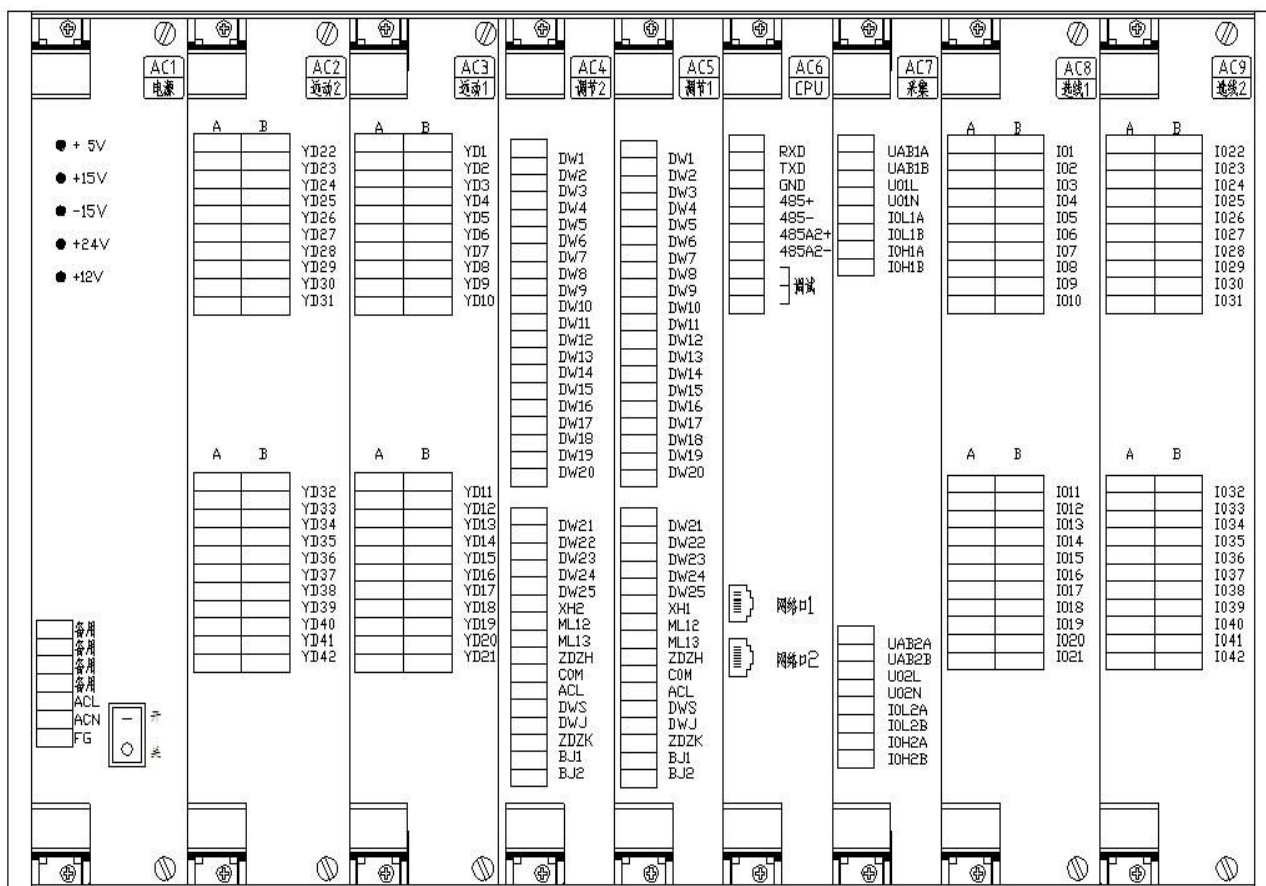 AC1
电源
+ 5V
+15V
-15V
+24V
+12V
备用
备用
备用
备用
ACL
ACN
FG
开
关
AC2
远动2
A B
YD22
YD23
YD24
YD25
YD26
YD27
YD28
YD29
YD30
YD31
A B
YD32
YD33
YD34
YD35
YD36
YD37
YD38
YD39
YD40
YD41
YD42
AC3
远动1
A B
YD1
YD2
YD3
YD4
YD5
YD6
YD7
YD8
YD9
YD10
A B
YD11
YD12
YD13
YD14
YD15
YD16
YD17
YD18
YD19
YD20
YD21
AC4
调节2
DW1
DW2
DW3
DW4
DW5
DW6
DW7
DW8
DW9
DW10
DW11
DW12
DW13
DW14
DW15
DW16
DW17
DW18
DW19
DW20
DW21
DW22
DW23
DW24
DW25
XH2
ML12
ML13
ZDZH
COM
ACL
DWS
DWJ
ZDZK
BJ1
BJ2
AC5
调节1
DW1
DW2
DW3
DW4
DW5
DW6
DW7
DW8
DW9
DW10
DW11
DW12
DW13
DW14
DW15
DW16
DW17
DW18
DW19
DW20
DW21
DW22
DW23
DW24
DW25
XH1
ML12
ML13
ZDZH
COM
ACL
DWS
DWJ
ZDZK
BJ1
BJ2
AC6
CPU
RXD
TXD
GND
485+
485-
485A2+
485A2-
调试
网络口1
网络口2
AC7
采集
UAB1A
UAB1B
U01L
U01N
I0L1A
I0L1B
I0H1A
I0H1B
UAB2A
UAB2B
U02L
U02N
I0L2A
I0L2B
I0H2A
I0H2B
AC8
选线1
A B
I01
I02
I03
I04
I05
I06
I07
I08
I09
I010
A B
I011
I012
I013
I014
I015
I016
I017
I018
I019
I020
I021
AC9
选线2
A B
I022
I023
I024
I025
I026
I027
I028
I029
I030
I031
A B
I032
I033
I034
I035
I036
I037
I038
I039
I040
I041
I042